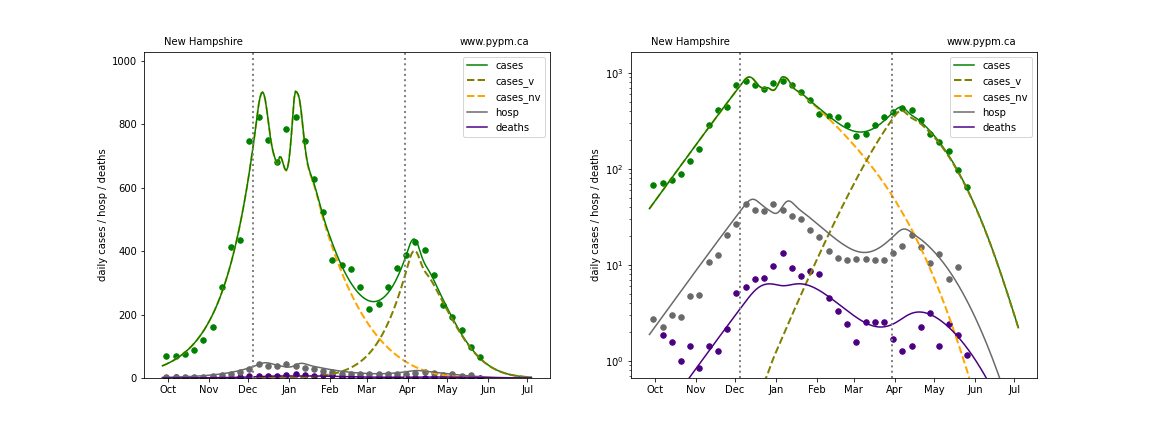 New Hampshire www.pypm.ca
1000
800
600
400
200
0
daily cases / hosp / deaths
cases
cases_v
cases_nv
hosp
deaths
Oct Nov Dec Jan Feb Mar Apr May Jun Jul
New Hampshire www.pypm.ca
10³
10²
10¹
10⁰
daily cases / hosp / deaths
cases
cases_v
cases_nv
hosp
deaths
Oct Nov Dec Jan Feb Mar Apr May Jun Jul